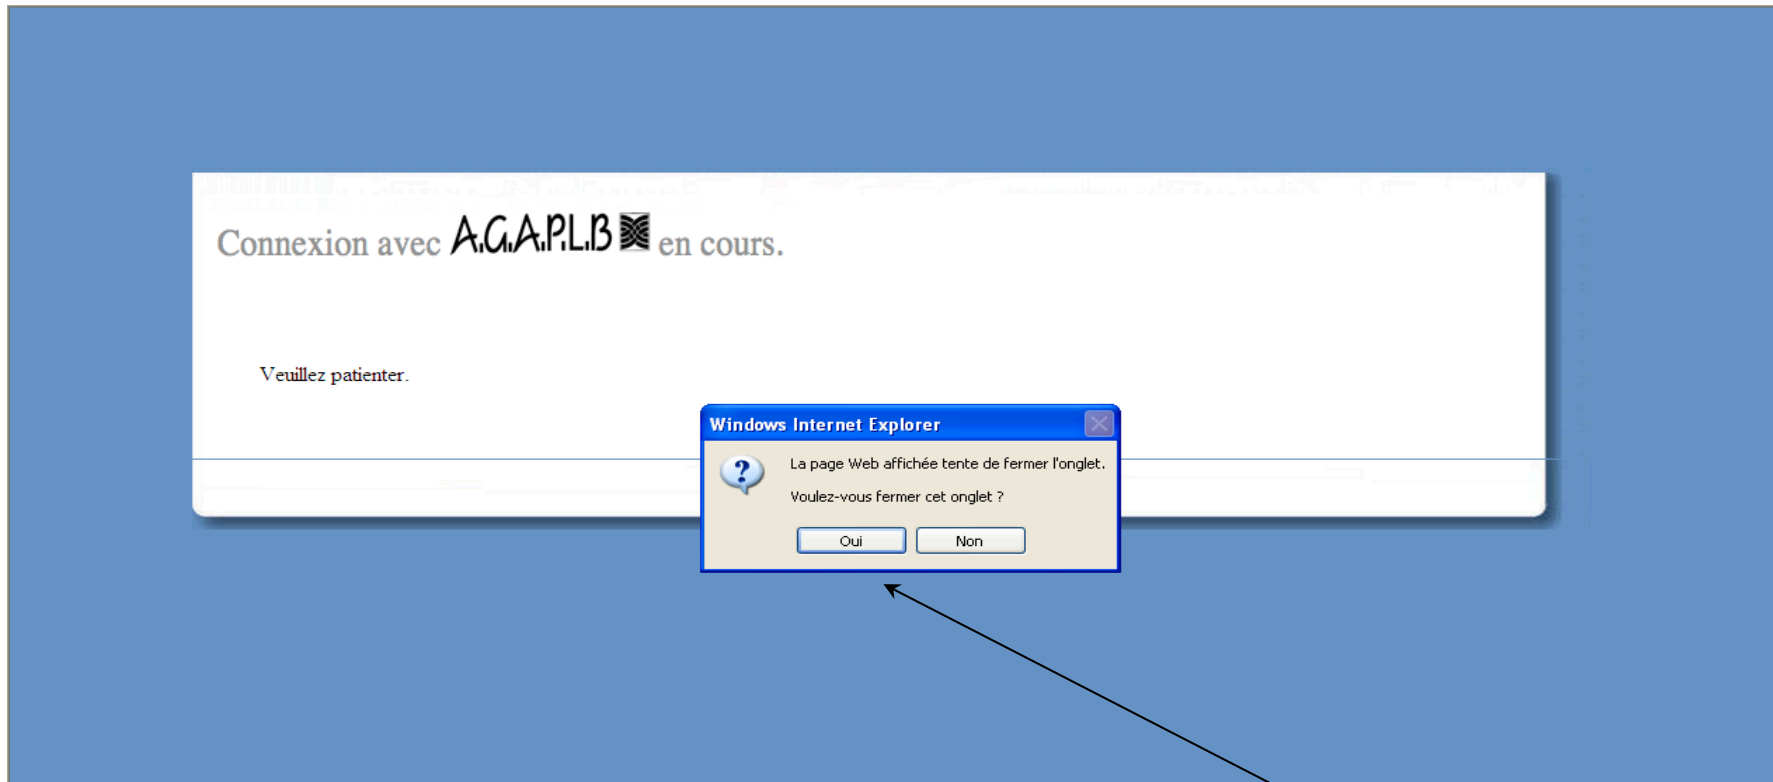 Connexion avec A.G.A.P.L.B en cours.
Veuillez patienter.
Windows Internet Explorer
La page Web affichée tente de fermer l'onglet.
Voulez-vous fermer cet onglet ?
Oui Non